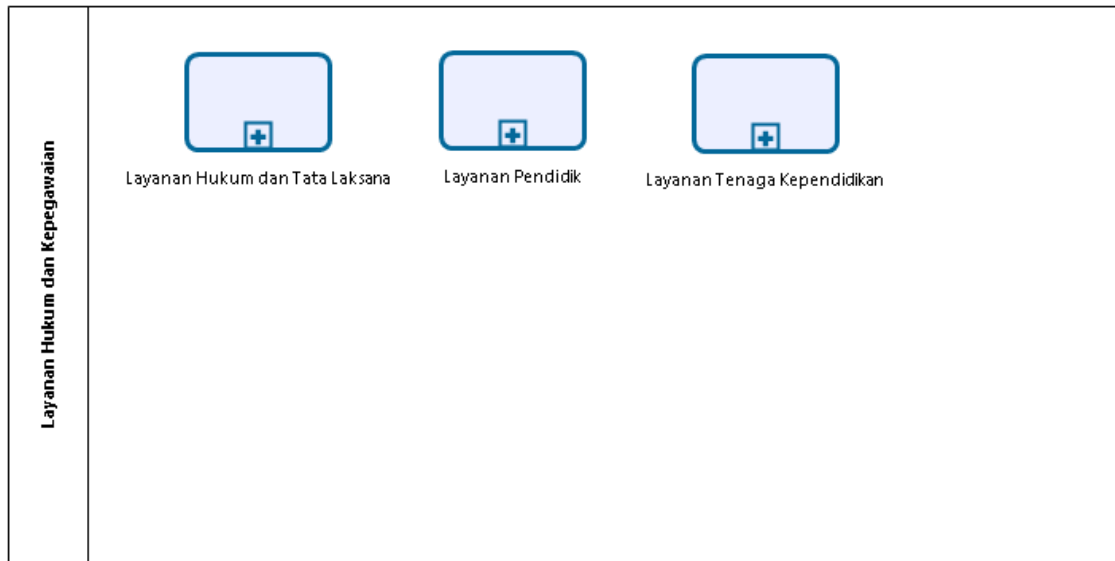 Layanan Hukum dan Kepegawaian
Layanan Hukum dan Tata Laksana
Layanan Pendidik
Layanan Tenaga Kependidikan